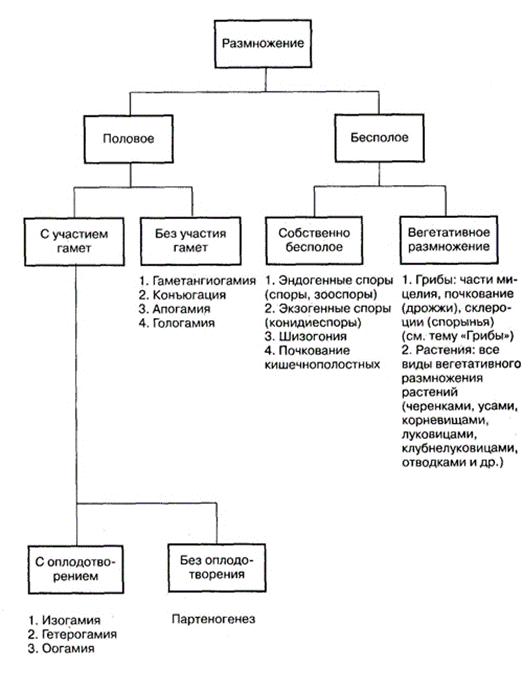 Размножение
Половое
Бесполое
С участием
гамет
Без участия
гамет
Собственно
бесполое
Вегетативное
размножение
1. Гаметангиогамия
2. Конъюгация
3. Апогамия
4. Гологамия
1. Эндогенные споры
(споры, зооспоры)
2. Экзогенные споры
(конидиеспоры)
3. Шизогония
4. Почкование
кишечнополостных
1. Грибы: части ми-
целия, почкование
(дрожжи), склеро-
ции (спорынья)
(см. тему «Грибы»)
2. Растения: все
виды вегетативного
размножения
растений
(черенками, усами,
корневищами,
луковицами,
клубнелуковицами,
отводками и др.)
С оплодотво-
рением
Без оплодо-
творения
1. Изогамия
2. Гетерогамия
3. Оогамия
Партеногенез